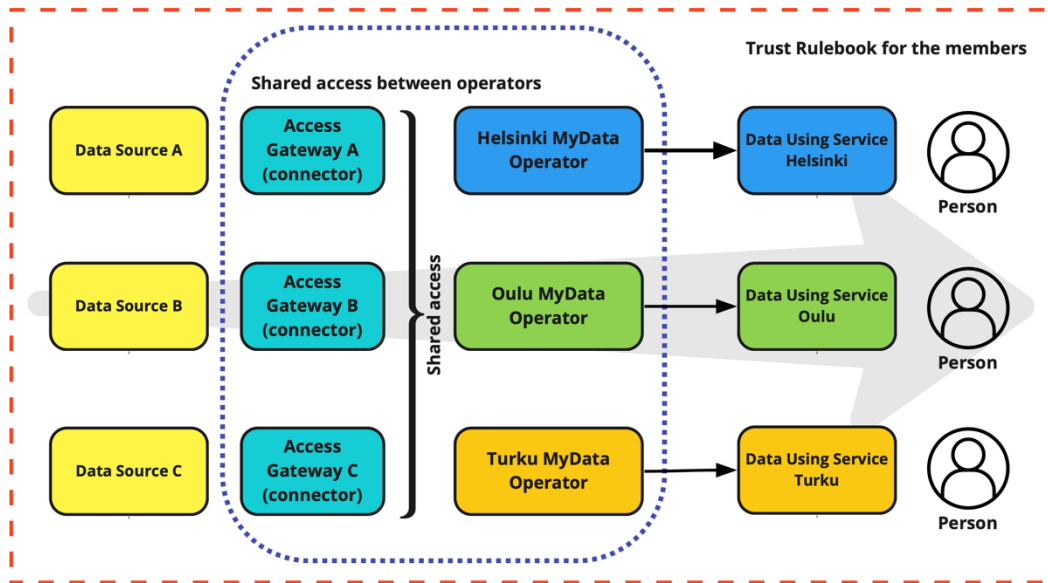 Trust Rulebook for the members
Shared access between operators
Data Source A
Access
Gateway A
(connector)
Helsinki MyData
Operator
Data Using Service
Helsinki
Person
Data Source B
Access
Gateway B
(connector)
Shared access
Oulu MyData
Operator
Data Using Service
Oulu
Person
Data Source C
Access
Gateway C
(connector)
Turku MyData
Operator
Data Using Service
Turku
Person